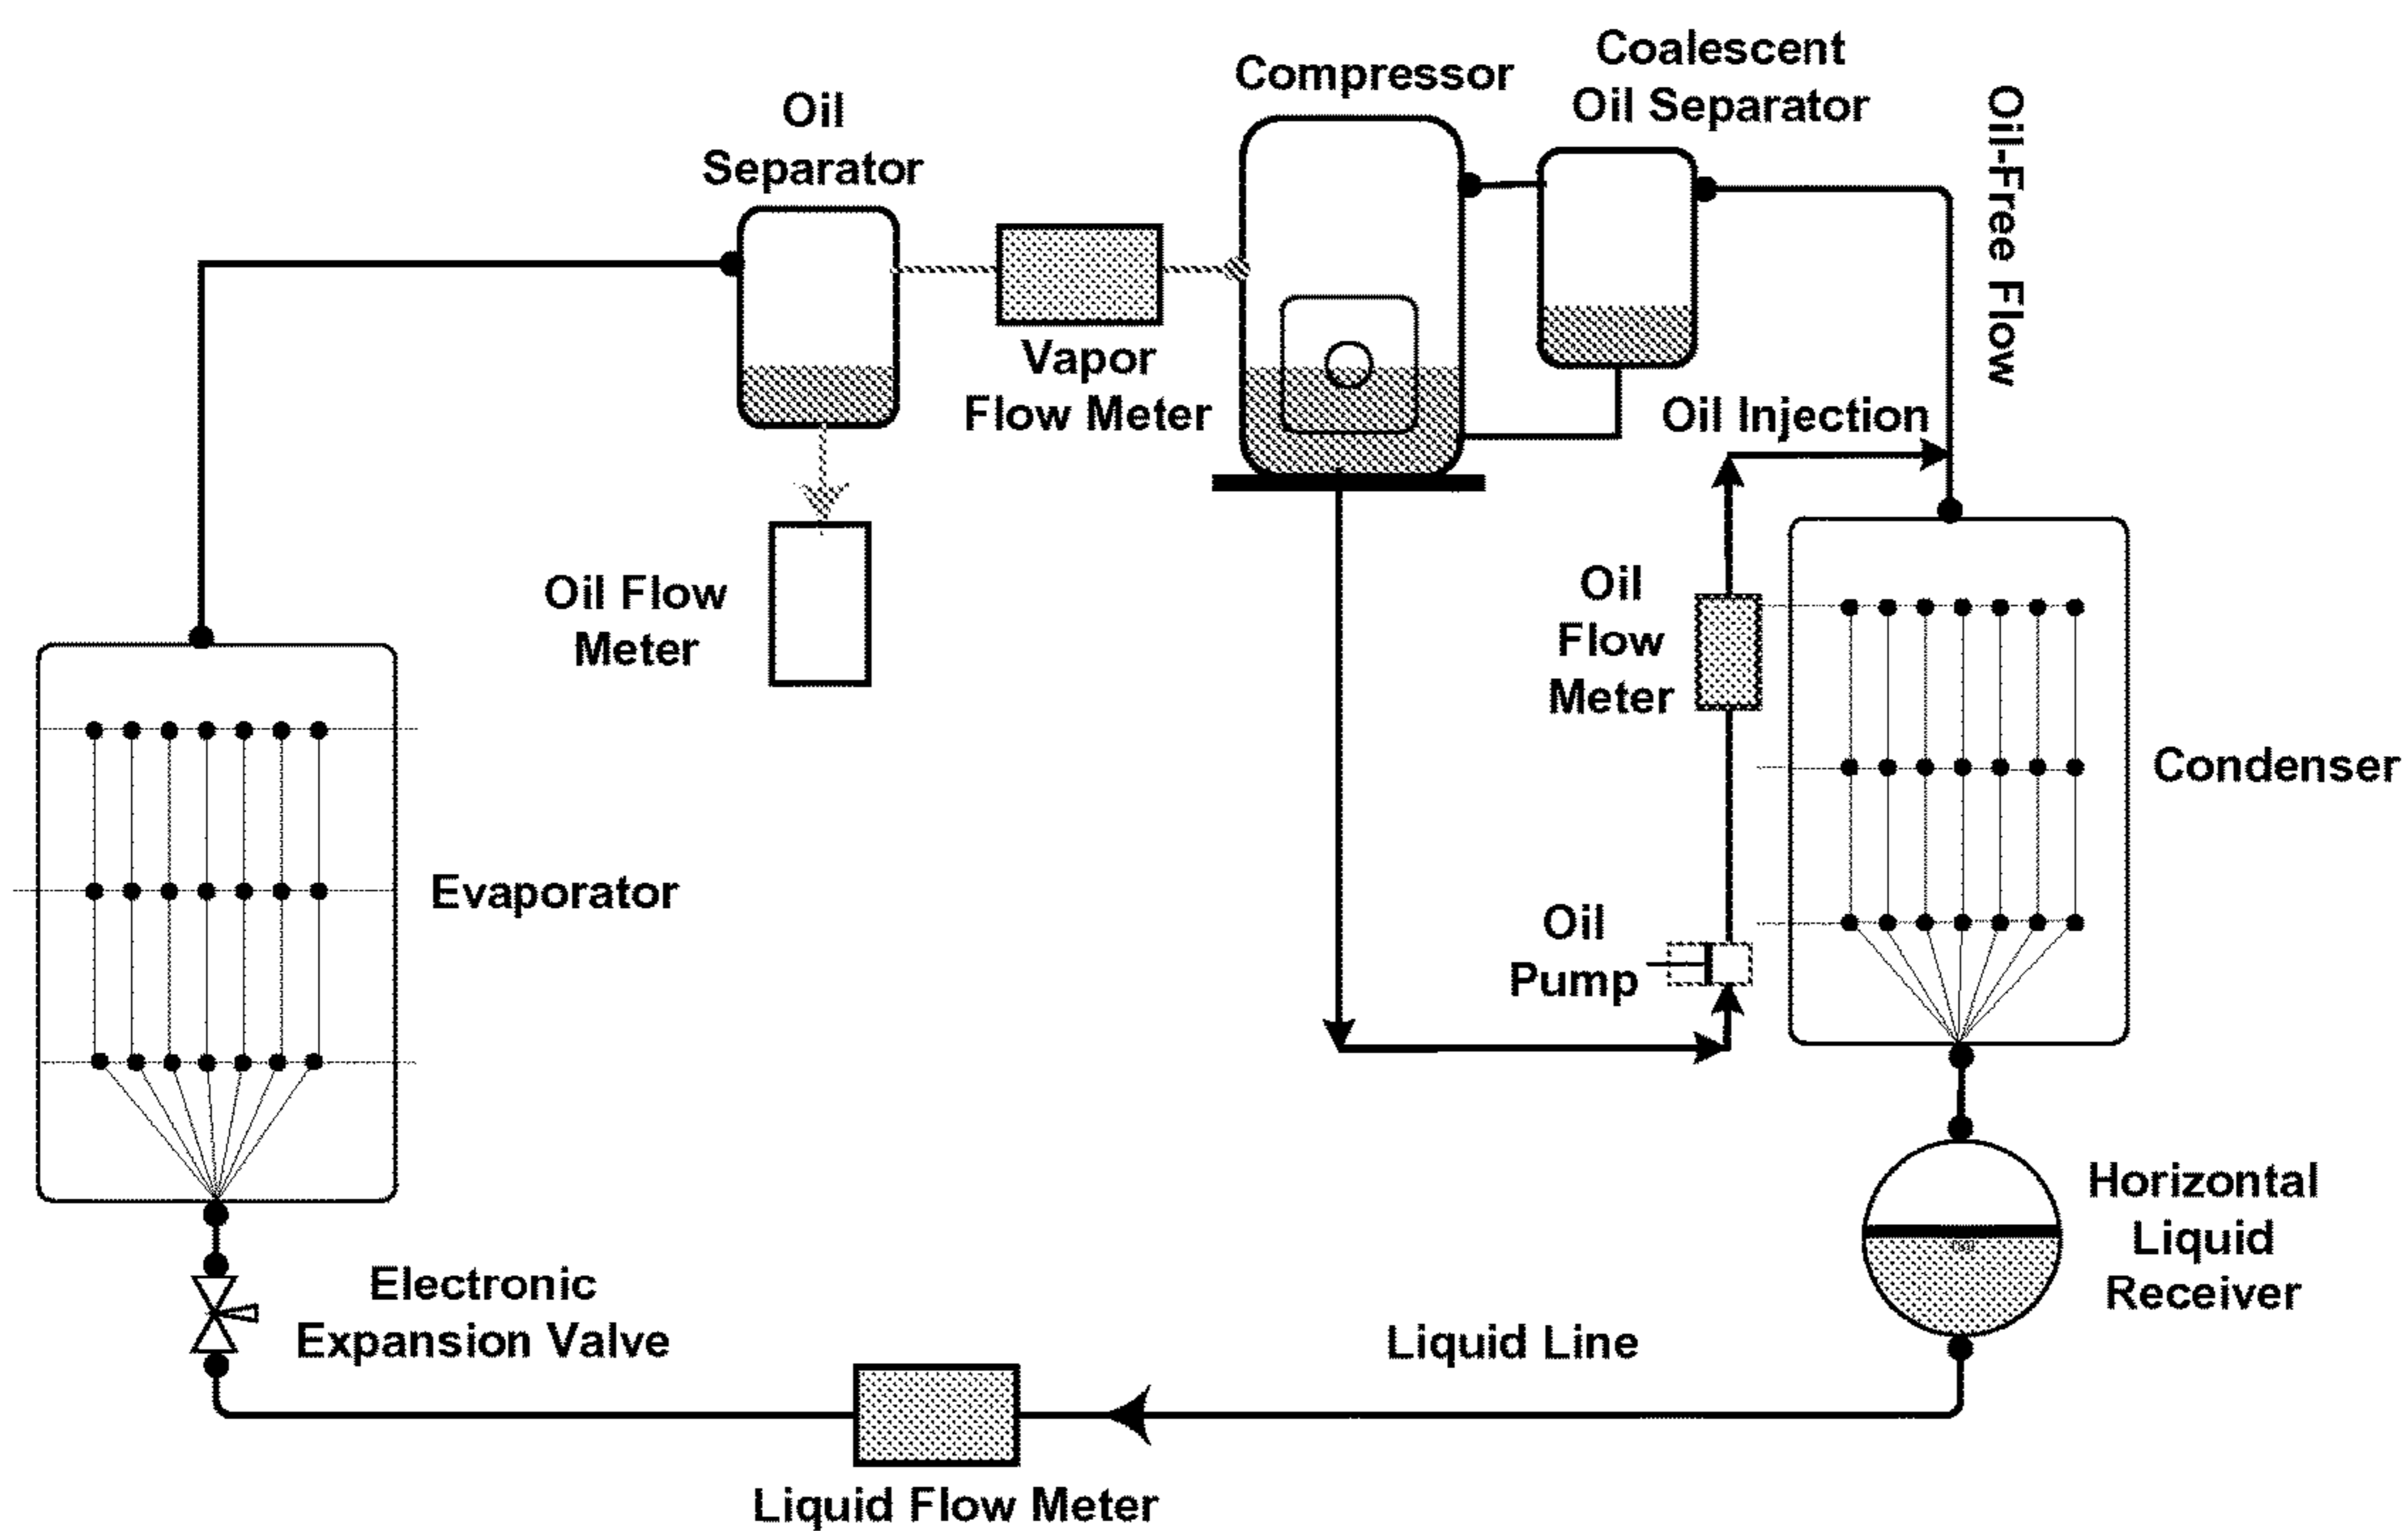 Coalescent
Oil Separator
Compressor
Oil
Separator
Oil-Free Flow
Vapor
Flow Meter
Oil Injection
Oil Flow
Meter
Oil
Flow
Meter
Condenser
Evaporator
Oil
Pump
Horizontal
Liquid
Receiver
Electronic
Expansion Valve
Liquid Line
Liquid Flow Meter